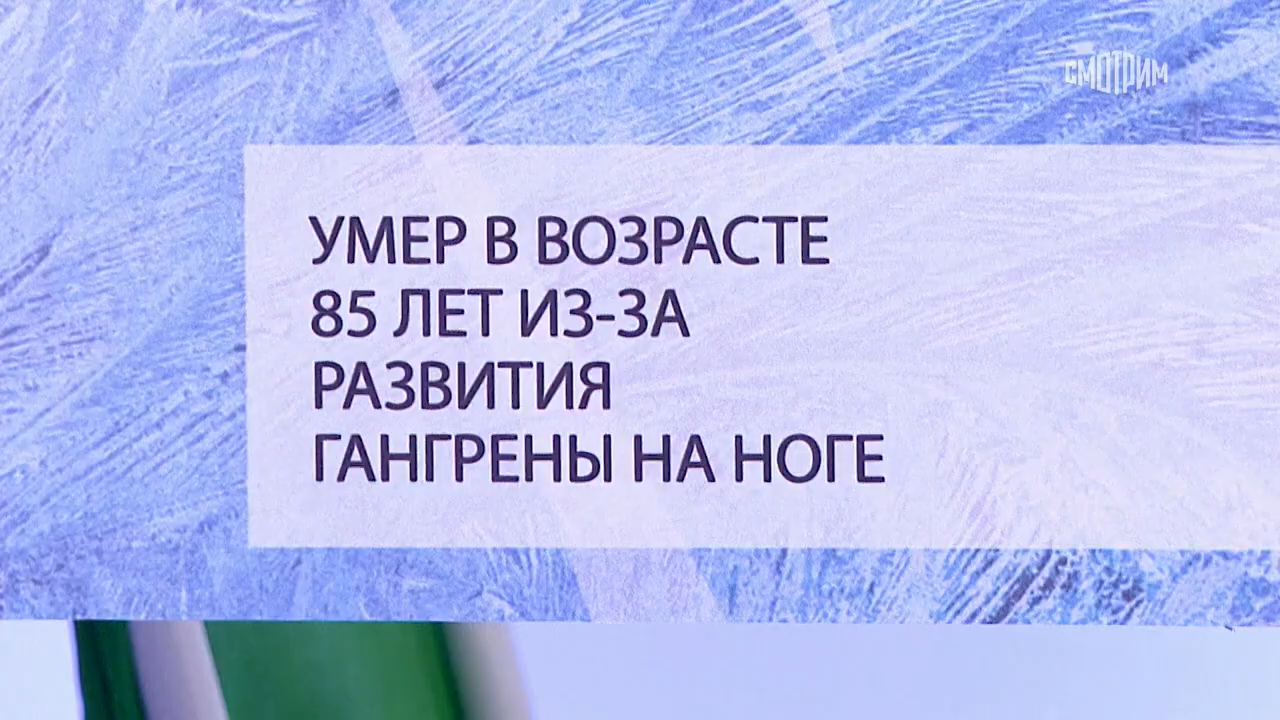 СМОТРИМ
УМЕР В ВОЗРАСТЕ
85 ЛЕТ ИЗ-ЗА
РАЗВИТИЯ
ГАНГРЕНЫ НА НОГЕ